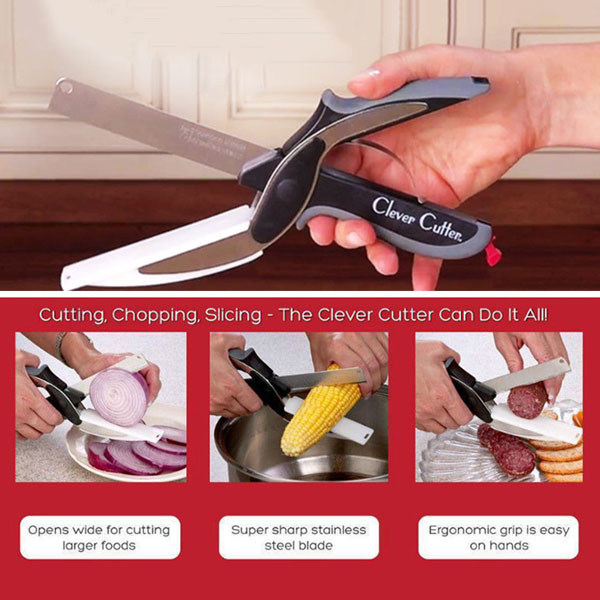 Clever Cutter
Cutting, Chopping, Slicing - The Clever Cutter Can Do It All!
Opens wide for cutting
larger foods
Super sharp stainless
steel blade
Ergonomic grip is easy
on hands